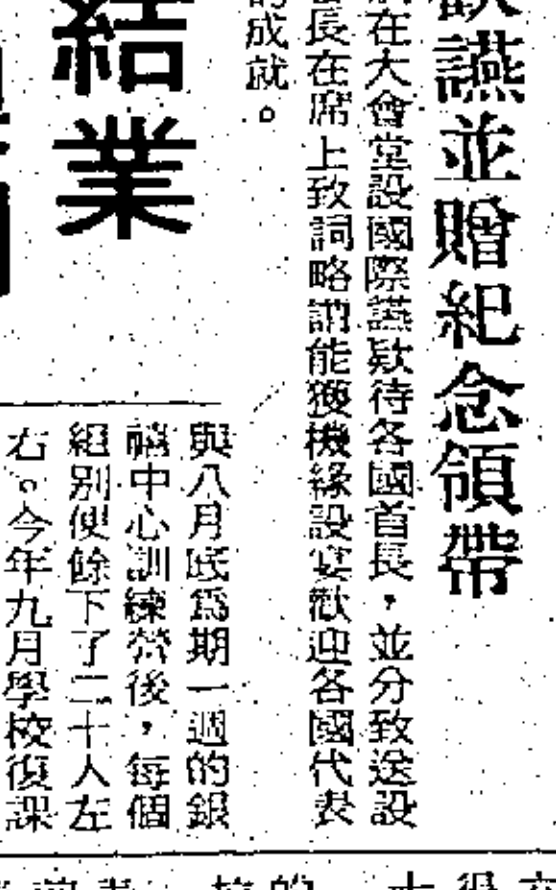 歡讌並贈紀念領帶
在大會堂設國際讌欵待各國首長，並分致送設
長在席上致詞略謂能獲機緣設宴歡迎各國代表
的成就。
結業
與八月底爲期一週的銀
禧中心訓練營後，每個
組別便餘下了二十人左
右。今年九月學校復課